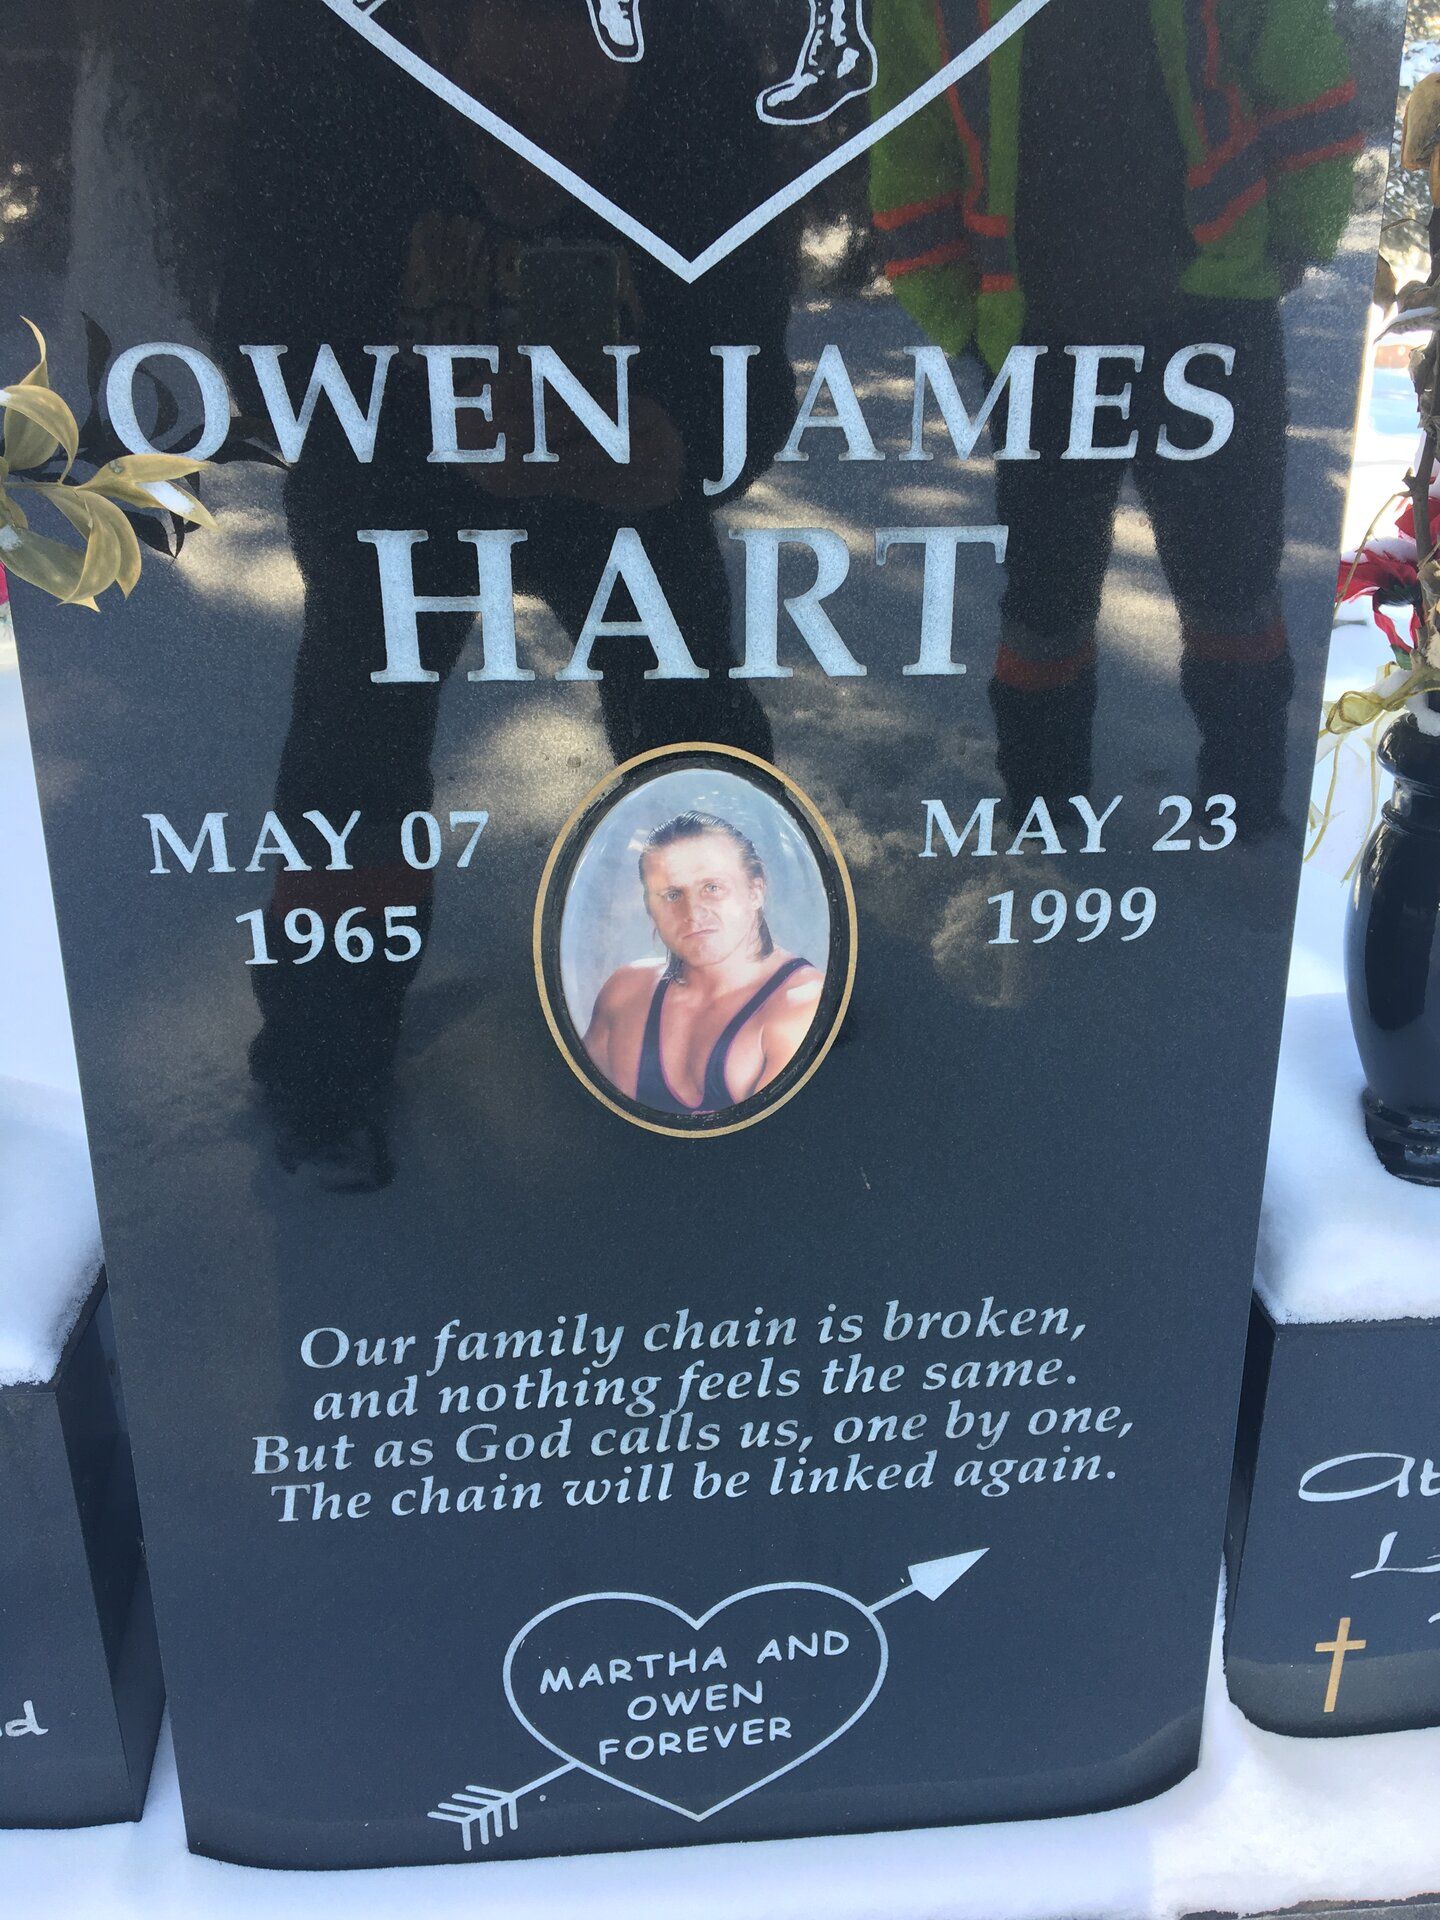 OWEN JAMES
HART
MAY 07
1965
MAY 23
1999
Our family chain is broken,
and nothing feels the same.
But as God calls us, one by one,
The chain will be linked again.
MARTHA AND
OWEN
FOREVER